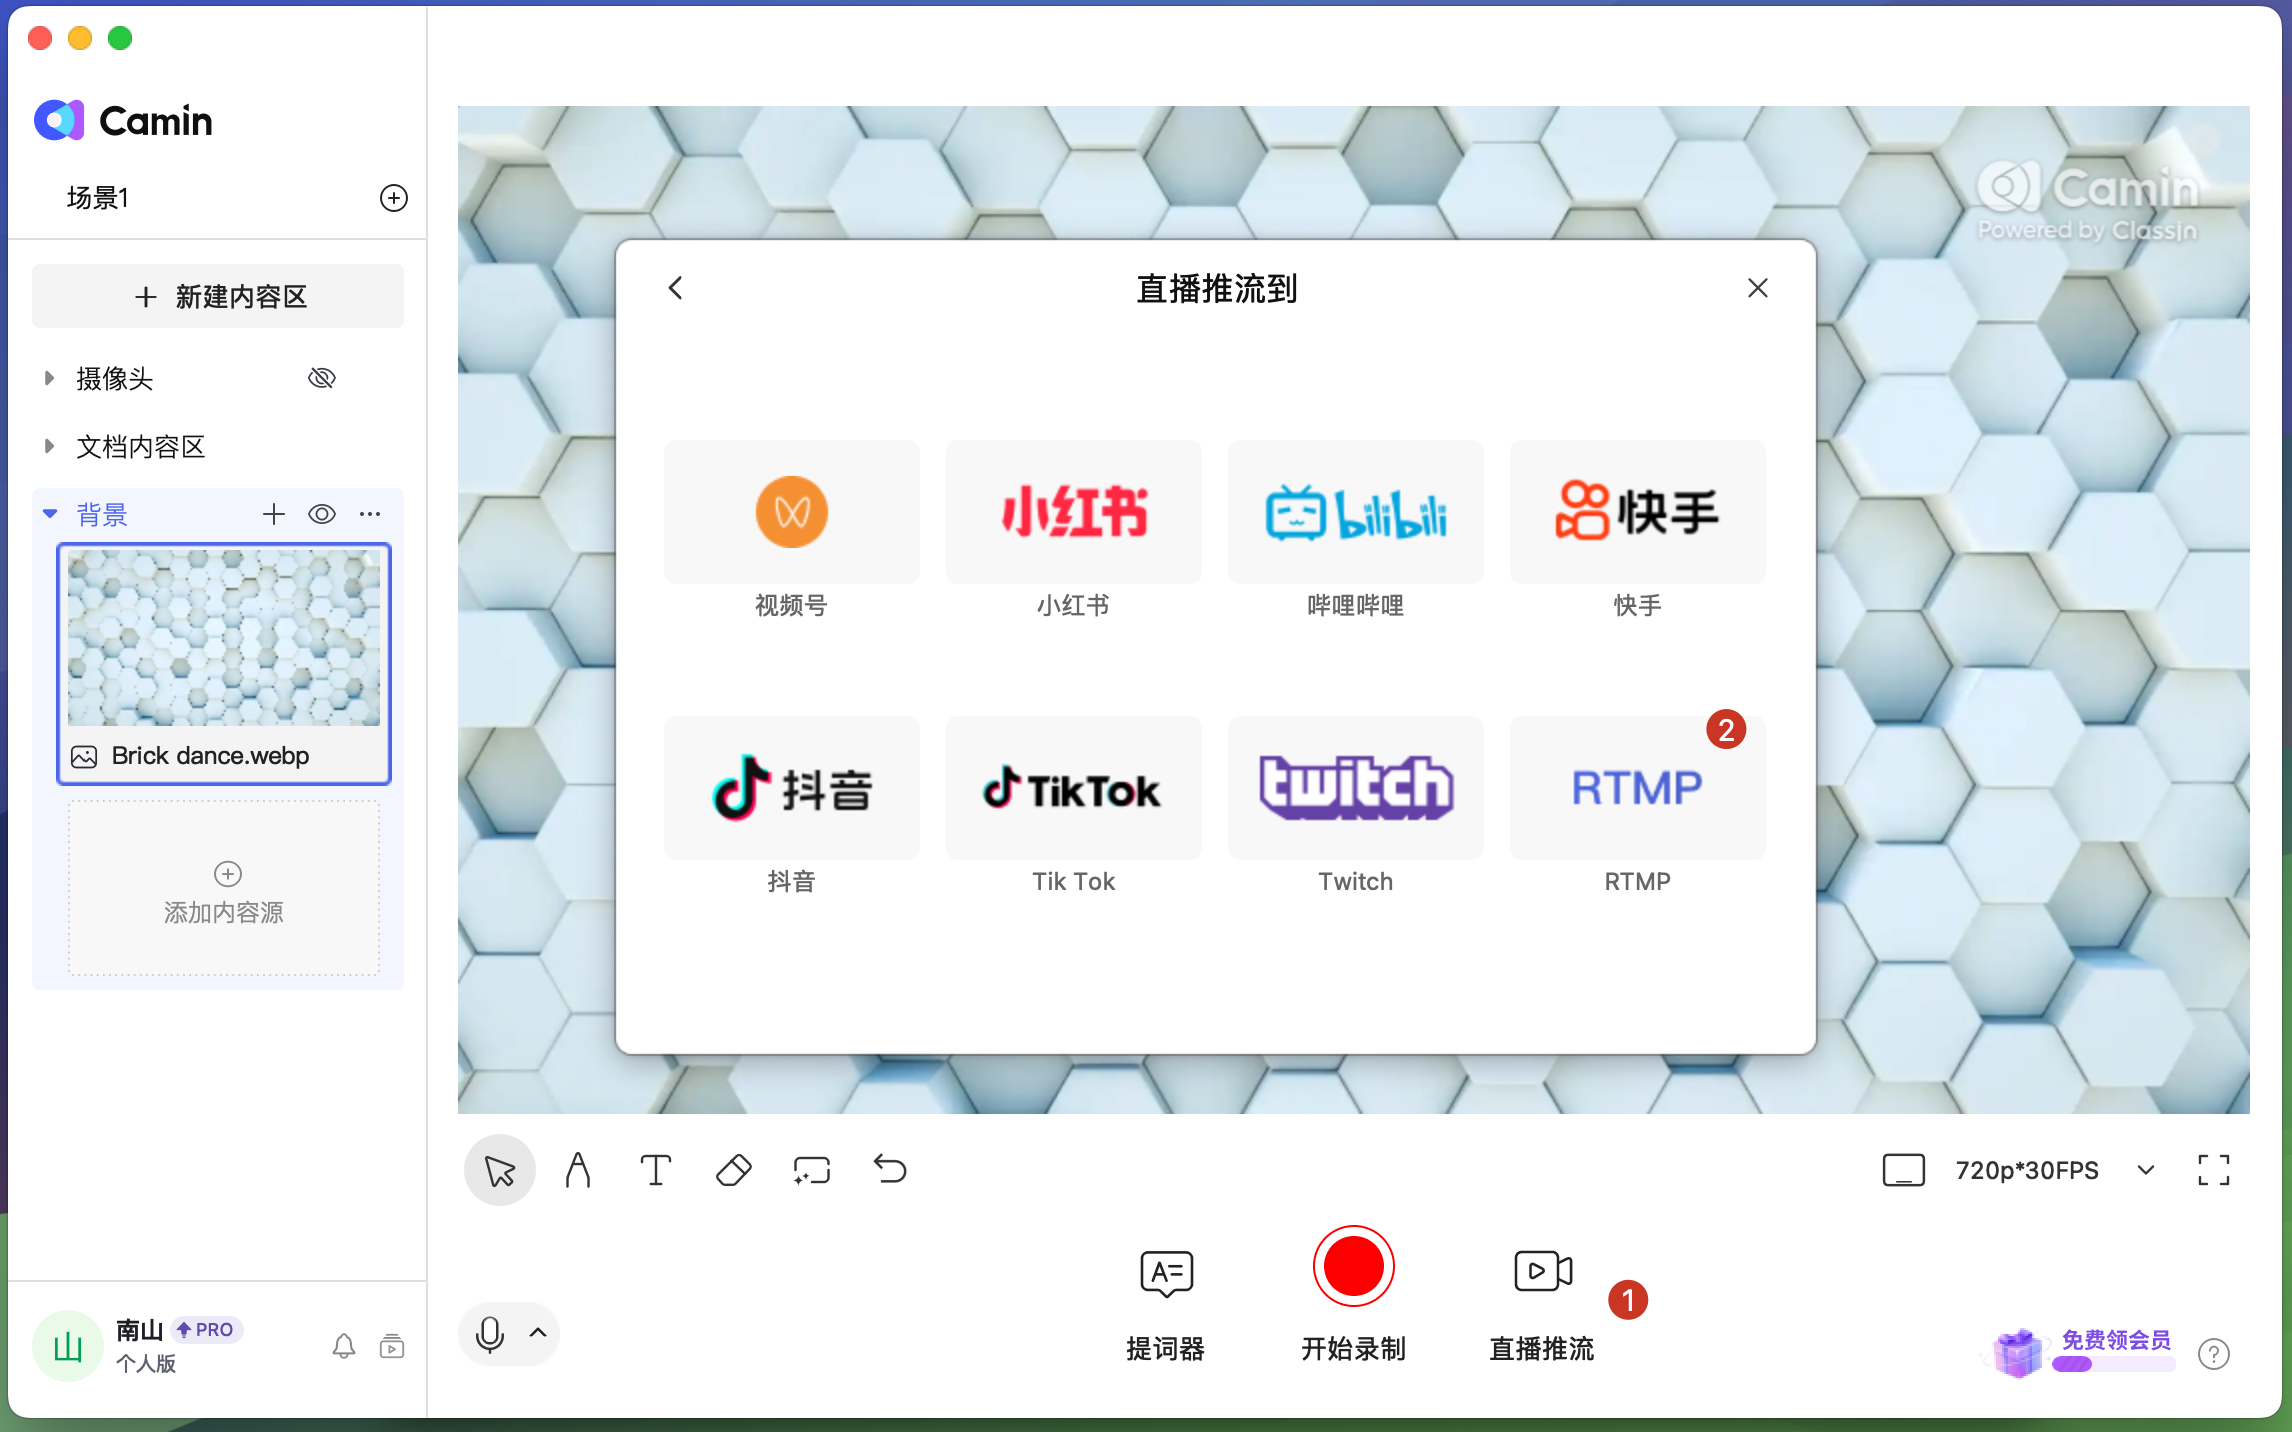 Camin
场景1
新建内容区
摄像头
文档内容区
背景
Brick dance.webp
添加内容源
南山 PRO
个人版
Camin
Powered by ClassIn
直播推流到
小红书
bilibili
快手
视频号
小红书
哔哩哔哩
快手
抖音
TikTok
twitch
RTMP
2
抖音
Tik Tok
Twitch
RTMP
T
720p*30FPS
A
提词器
开始录制
直播推流
1
免费领会员
?